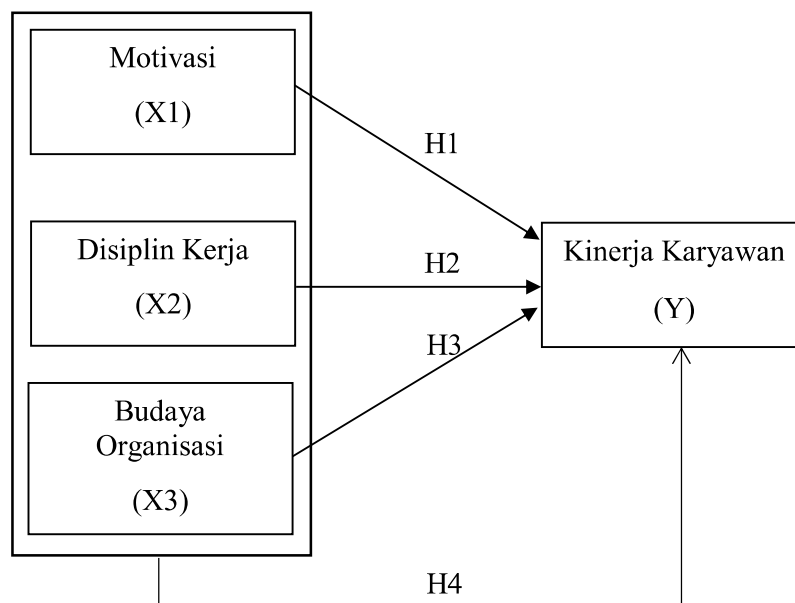 Motivasi
(X1)
H1
Disiplin Kerja
(X2)
H2
Kinerja Karyawan
(Y)
H3
Budaya
Organisasi
(X3)
H4